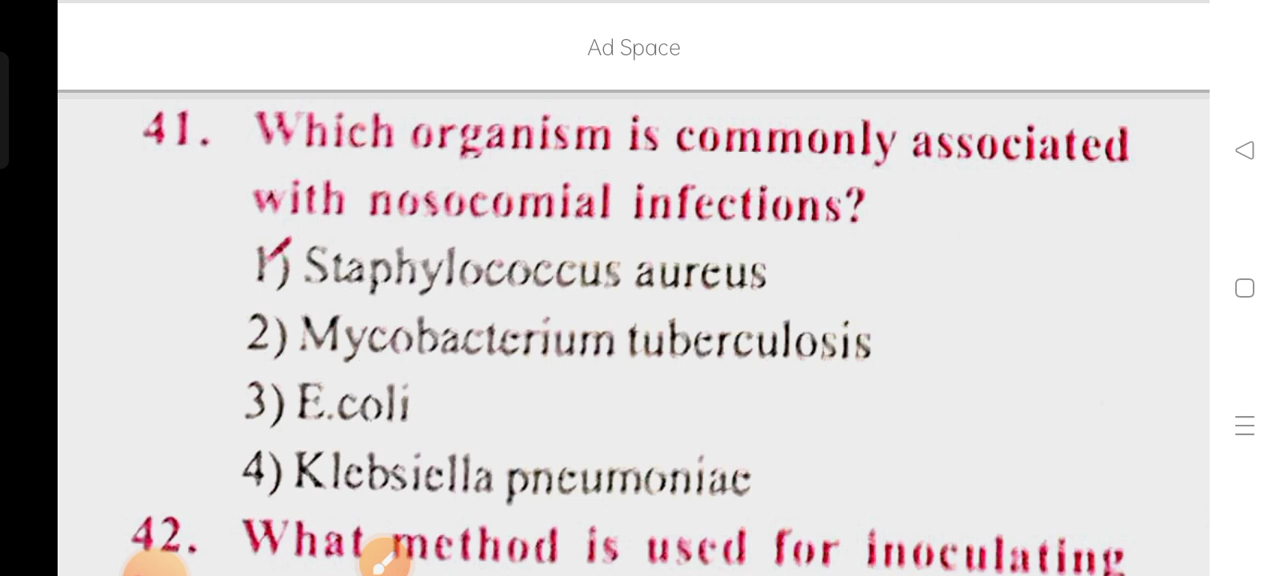 Ad Space
41. Which organism is commonly associated
with nosocomial infections?
1) Staphylococcus aureus
2) Mycobacterium tuberculosis
3) E.coli
4) Klebsiella pneumoniae
42. What method is used for inoculating